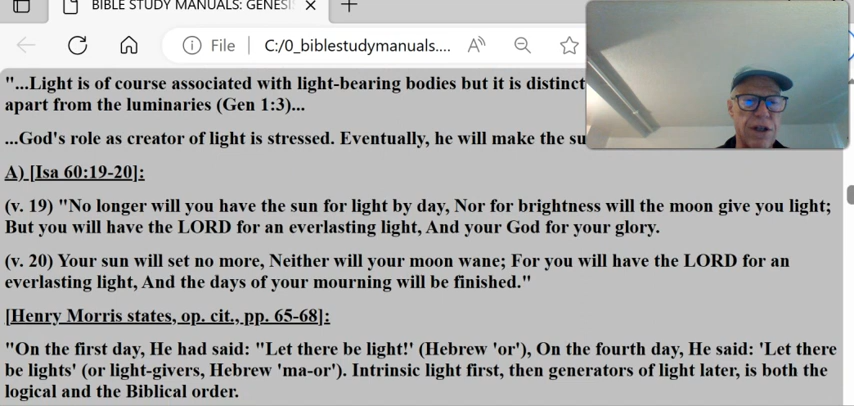 BIBLE STUDY MANUALS: GENESI
File
C:/0_biblestudymanuals....
"...Light is of course associated with light-bearing bodies but it is distinct
apart from the luminaries (Gen 1:3)...
...God's role as creator of light is stressed. Eventually, he will make the su
A) [Isa 60:19-20]:
(v. 19) "No longer will you have the sun for light by day, Nor for brightness will the moon give you light;
But you will have the LORD for an everlasting light, And your God for your glory.
(v. 20) Your sun will set no more, Neither will your moon wane; For you will have the LORD for an
everlasting light, And the days of your mourning will be finished."
[Henry Morris states, op. cit., pp. 65-68]:
"On the first day, He had said: "Let there be light!' (Hebrew 'or'), On the fourth day, He said: 'Let there
be lights' (or light-givers, Hebrew 'ma-or'). Intrinsic light first, then generators of light later, is both the
logical and the Biblical order.